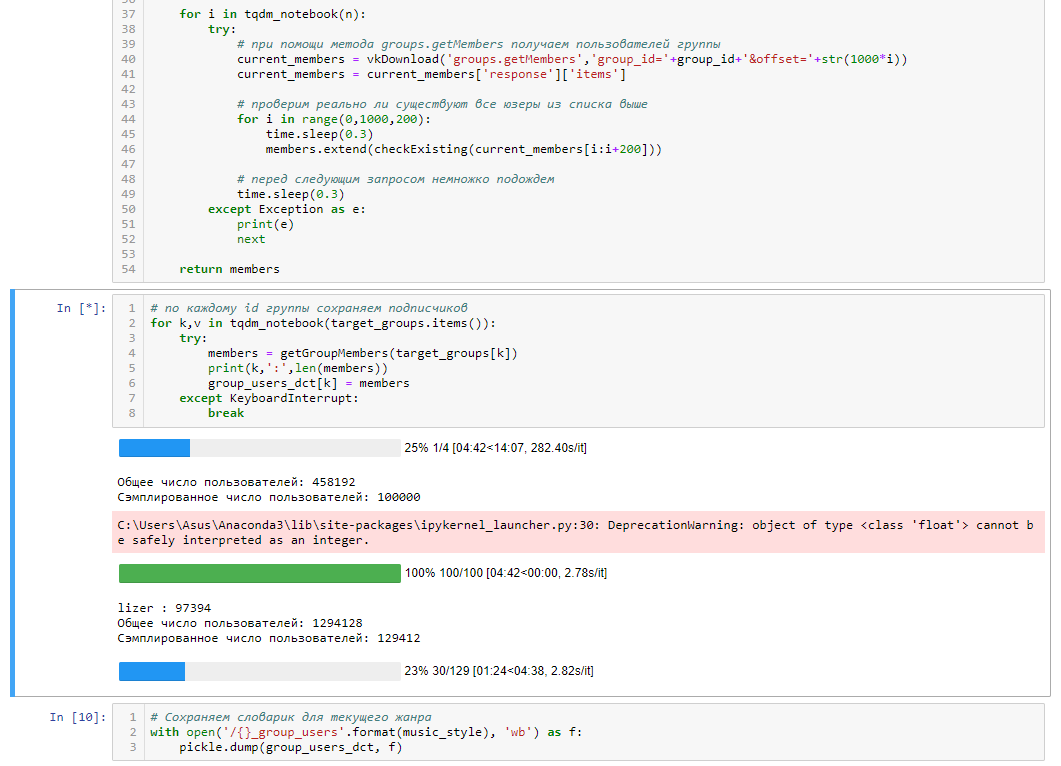 37 for i in tqdm_notebook(n):
38 try:
39 # при помощи метода groups.getMembers получаем пользователей группы
40 current_members = vkDownload('groups.getMembers','group_id='+group_id+'&offset='+str(1000*i))
41 current_members = current_members['response']['items']
42
43 # проверим реально ли существуют все юзеры из списка выше
44 for i in range(0,1000,200):
45 time.sleep(0.3)
46 members.extend(checkExisting(current_members[i:i+200]))
47
48 # перед следующим запросом немножко подождем
49 time.sleep(0.3)
50 except Exception as e:
51 print(e)
52 next
53
54 return members
In [*]:
1 # по каждому id группы сохраняем подписчиков
2 for k,v in tqdm_notebook(target_groups.items()):
3 try:
4 members = getGroupMembers(target_groups[k])
5 print(k,':',len(members))
6 group_users_dct[k] = members
7 except KeyboardInterrupt:
8 break
25% 1/4 [04:42<14:07, 282.40s/it]
Общее число пользователей: 458192
Сэмплированное число пользователей: 100000
C:\Users\Asus\Anaconda3\lib\site-packages\ipykernel_launcher.py:30: DeprecationWarning: object of type <class 'float'> cannot b
e safely interpreted as an integer.
100% 100/100 [04:42<00:00, 2.78s/it]
lizer : 97394
Общее число пользователей: 1294128
Сэмплированное число пользователей: 129412
23% 30/129 [01:24<04:38, 2.82s/it]
In [10]:
1 # Сохраняем словарик для текущего жанра
2 with open('/{}_group_users'.format(music_style), 'wb') as f:
3 pickle.dump(group_users_dct, f)